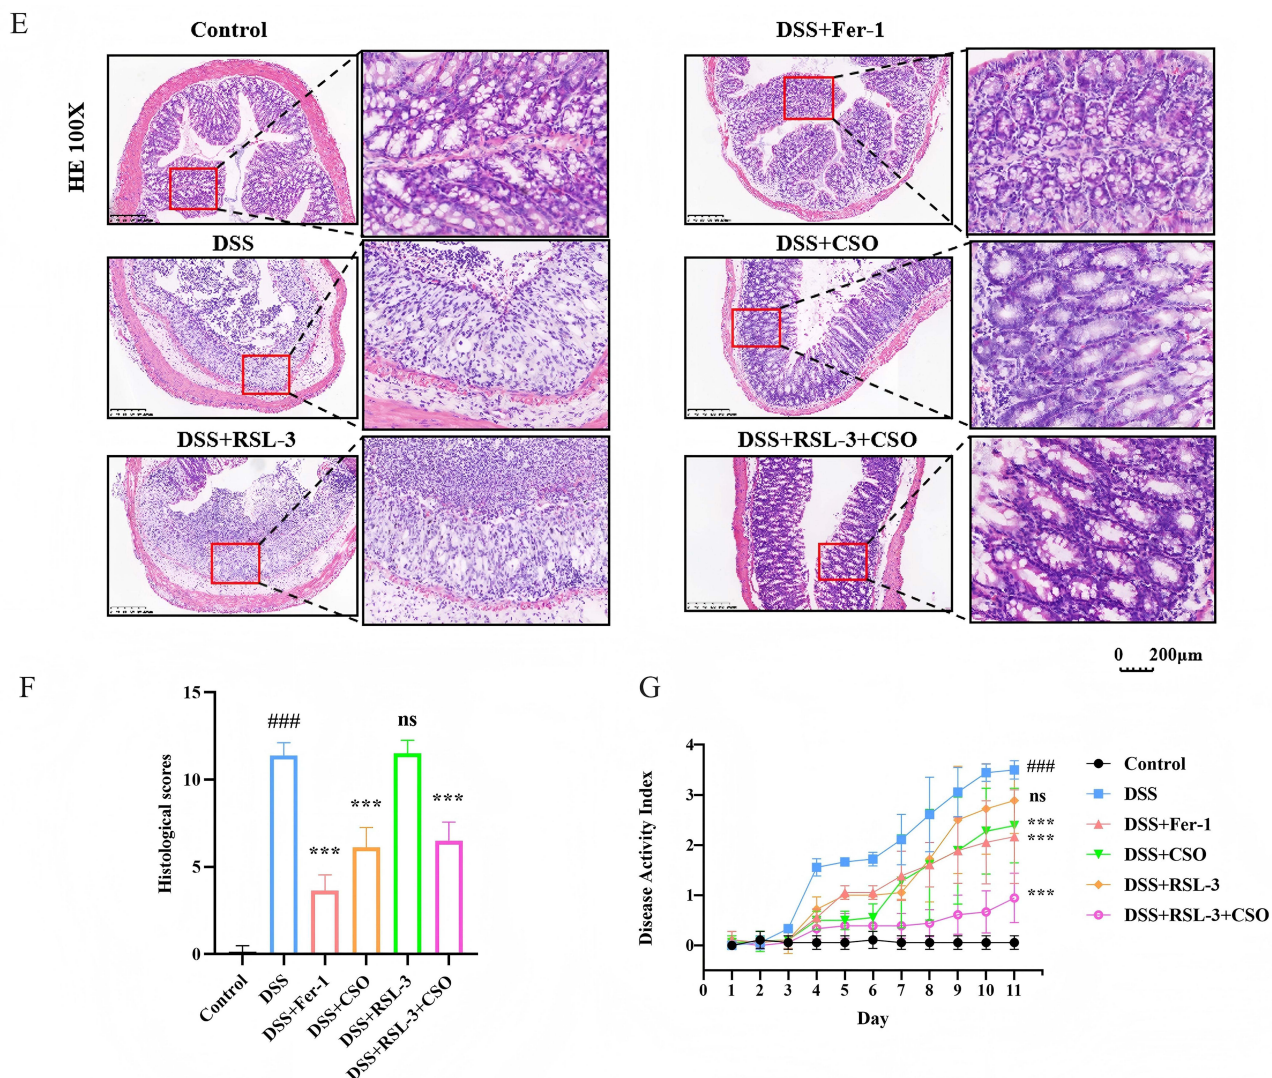 E
Control
DSS+Fer-1
HE 100X
DSS
DSS+CSO
DSS+RSL-3
DSS+RSL-3+CSO
0 200μm
F
15
10
5
0
Histological scores
###
***
***
ns
***
Control
DSS
DSS+Fer-1
DSS+CSO
DSS+RSL-3
DSS+RSL-3+CSO
G
4
3
2
1
0
Disease Activity Index
0 1 2 3 4 5 6 7 8 9 10 11
Day
###
ns
***
***
***
Control
DSS
DSS+Fer-1
DSS+CSO
DSS+RSL-3
DSS+RSL-3+CSO